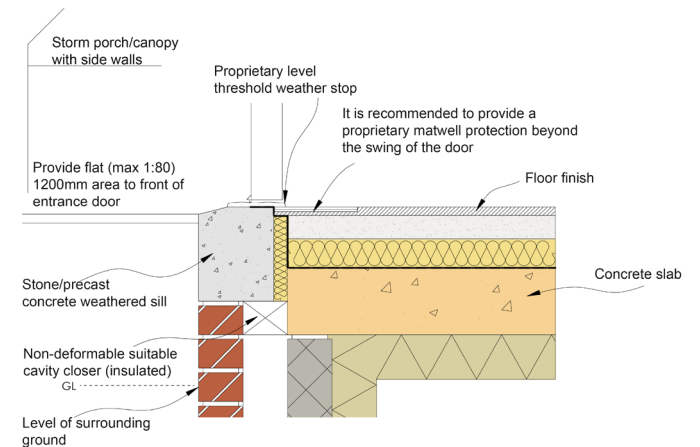 Storm porch/canopy
with side walls
Proprietary level
threshold weather stop
It is recommended to provide a
proprietary matwell protection beyond
the swing of the door
Provide flat (max 1:80)
1200mm area to front of
entrance door
Floor finish
Stone/precast
concrete weathered sill
Concrete slab
Non-deformable suitable
cavity closer (insulated)
GL
Level of surrounding
ground